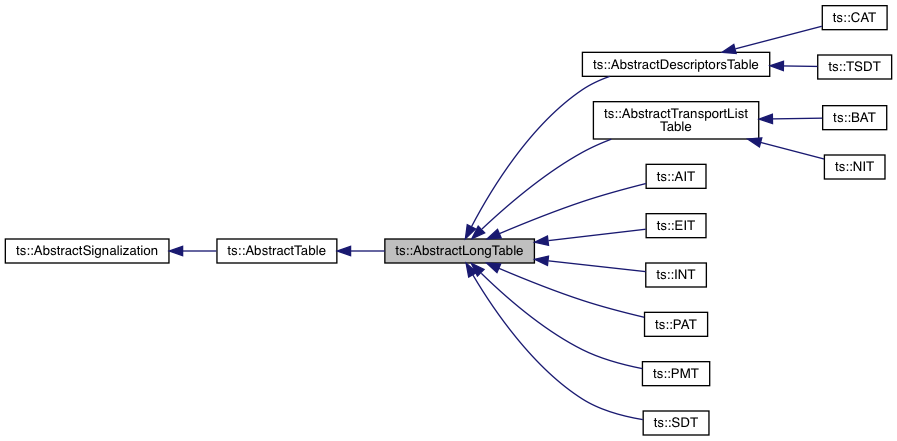 ts::CAT
ts::AbstractDescriptorsTable
ts::TSDT
ts::AbstractTransportList
Table
ts::BAT
ts::NIT
ts::AIT
ts::EIT
ts::AbstractSignalization
ts::AbstractTable
ts::AbstractLongTable
ts::INT
ts::PAT
ts::PMT
ts::SDT